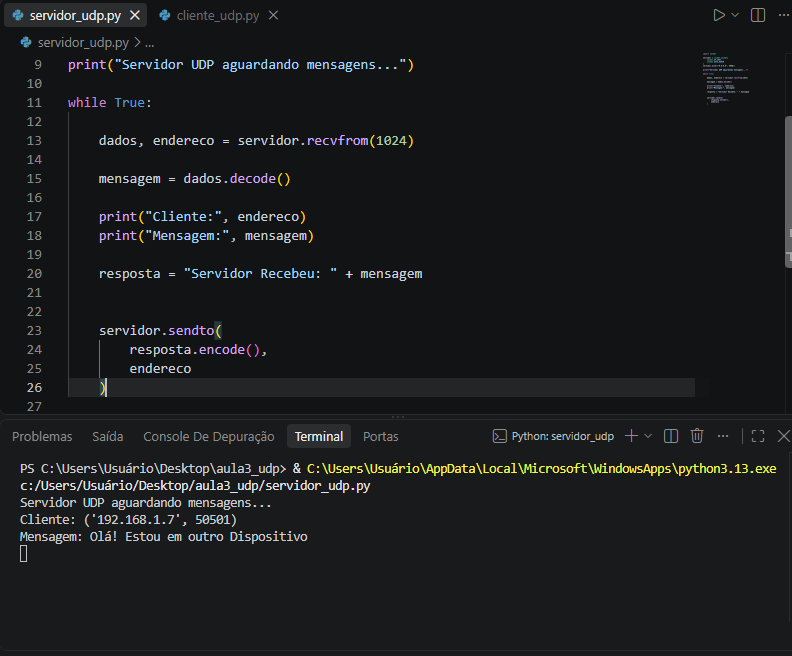 servidor_udp.py
cliente_udp.py
servidor_udp.py > ...
9 print("Servidor UDP aguardando mensagens...")
10
11 while True:
12
13 dados, endereco = servidor.recvfrom(1024)
14
15 mensagem = dados.decode()
16
17 print("Cliente:", endereco)
18 print("Mensagem:", mensagem)
19
20 resposta = "Servidor Recebeu: " + mensagem
21
22
23 servidor.sendto(
24 resposta.encode(),
25 endereco
26 )
27
Problemas Saída Console De Depuração Terminal Portas
Python: servidor_udp
PS C:\Users\Usuário\Desktop\aula3_udp> & C:\Users\Usuário\AppData\Local\Microsoft\WindowsApps\python3.13.exe
c:/Users/Usuário/Desktop/aula3_udp/servidor_udp.py
Servidor UDP aguardando mensagens...
Cliente: ('192.168.1.7', 50501)
Mensagem: Olá! Estou em outro Dispositivo